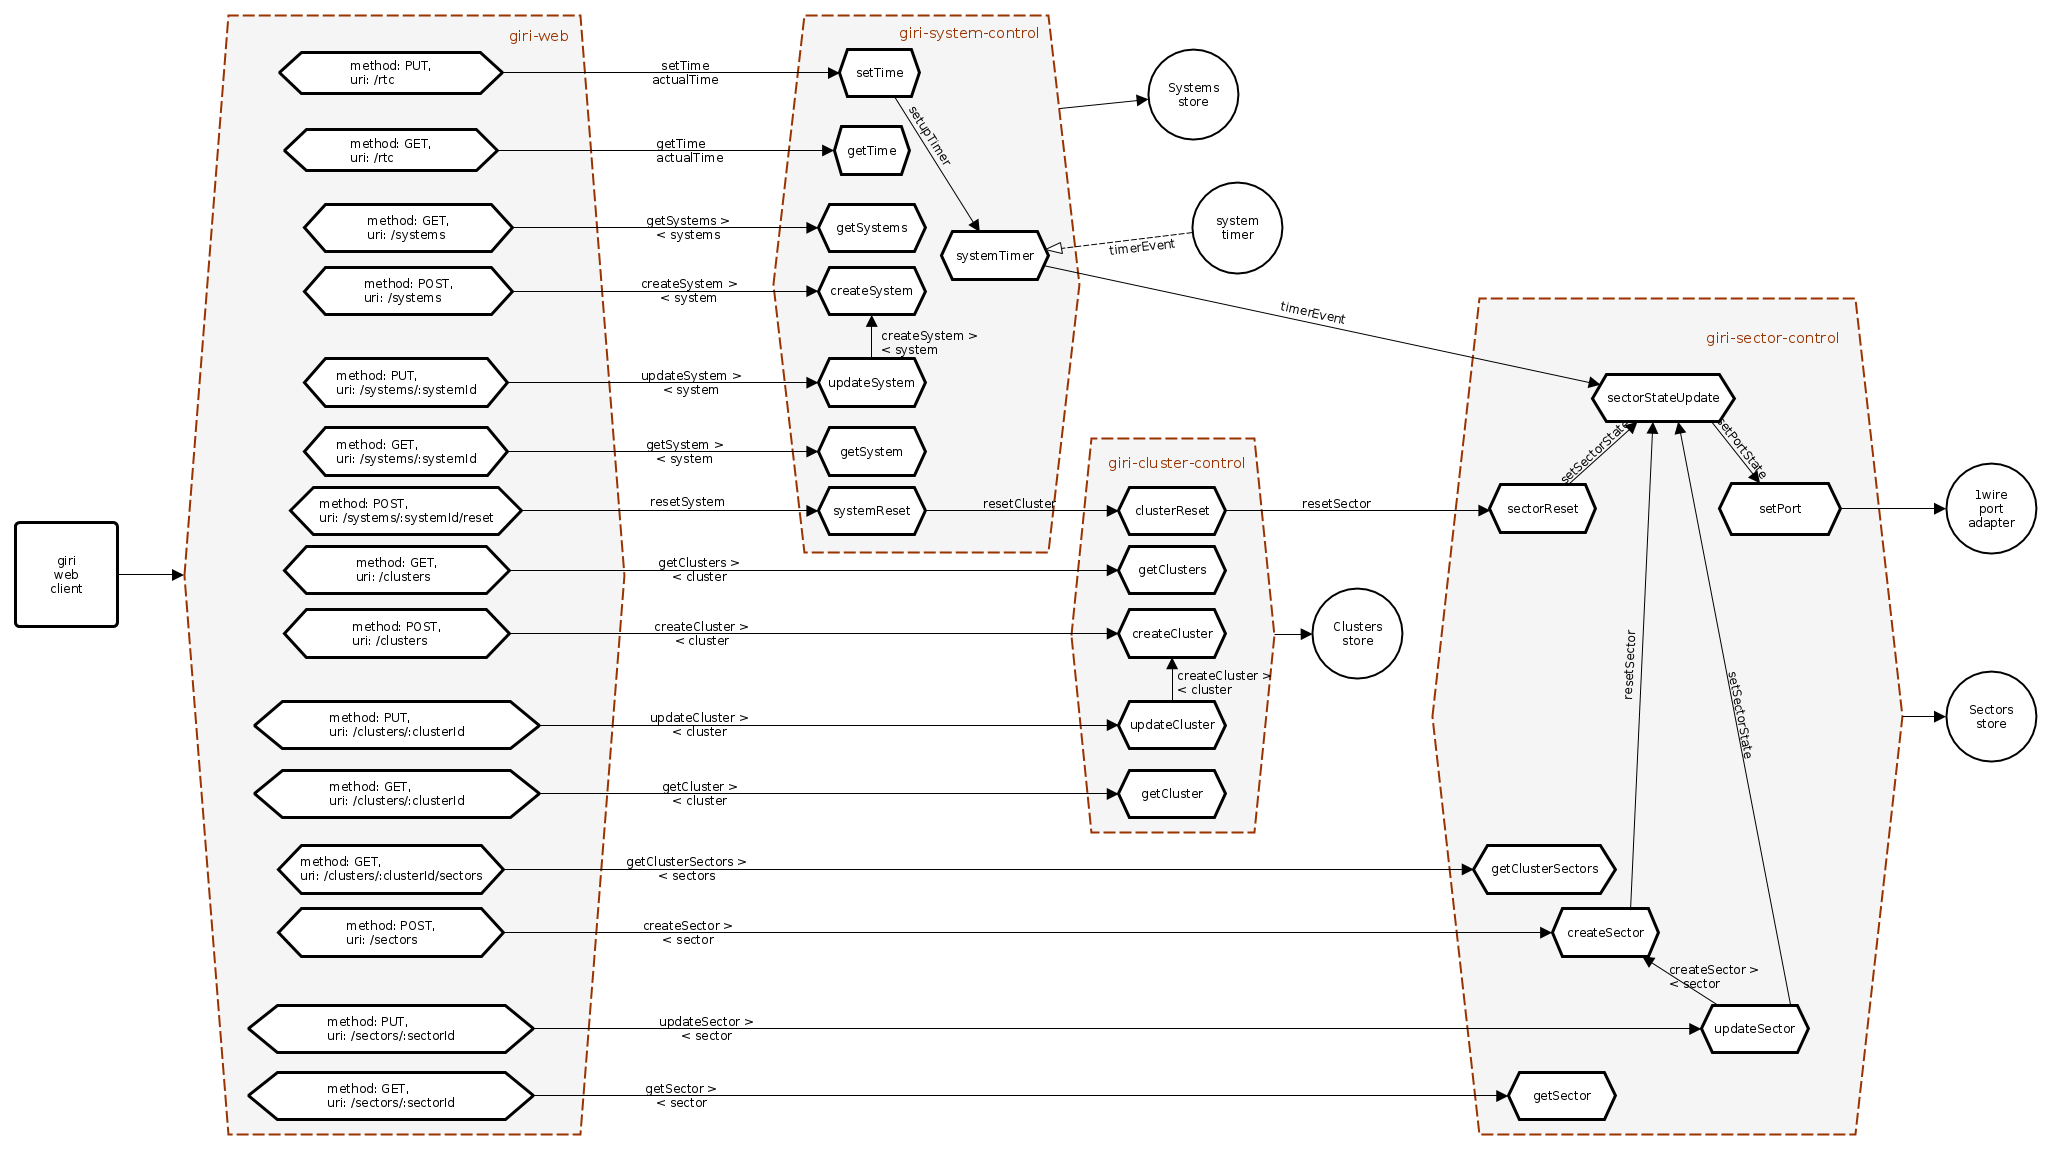 giri
web
client
giri-web
method: PUT,
uri: /rtc
method: GET,
uri: /rtc
method: GET,
uri: /systems
method: POST,
uri: /systems
method: PUT,
uri: /systems/:systemId
method: GET,
uri: /systems/:systemId
method: POST,
uri: /systems/:systemId/reset
method: GET,
uri: /clusters
method: POST,
uri: /clusters
method: PUT,
uri: /clusters/:clusterId
method: GET,
uri: /clusters/:clusterId
method: GET,
uri: /clusters/:clusterId/sectors
method: POST,
uri: /sectors
method: PUT,
uri: /sectors/:sectorId
method: GET,
uri: /sectors/:sectorId
setTime
actualTime
getTime
actualTime
getSystems >
< systems
createSystem >
< system
updateSystem >
< system
getSystem >
< system
resetSystem
getClusters >
< cluster
createCluster >
< cluster
updateCluster >
< cluster
getCluster >
< cluster
getClusterSectors >
< sectors
createSector >
< sector
updateSector >
< sector
getSector >
< sector
giri-system-control
setTime
setupTimer
getTime
getSystems
systemTimer
createSystem
createSystem >
< system
updateSystem
getSystem
systemReset
resetCluster
Systems
store
system
timer
timerEvent
timerEvent
giri-cluster-control
clusterReset
getClusters
createCluster
createCluster >
< cluster
updateCluster
getCluster
resetSector
Clusters
store
giri-sector-control
sectorStateUpdate
setSectorState
setPortState
sectorReset
setPort
resetSector
setSectorState
getClusterSectors
createSector
createSector >
< sector
updateSector
getSector
1wire
port
adapter
Sectors
store